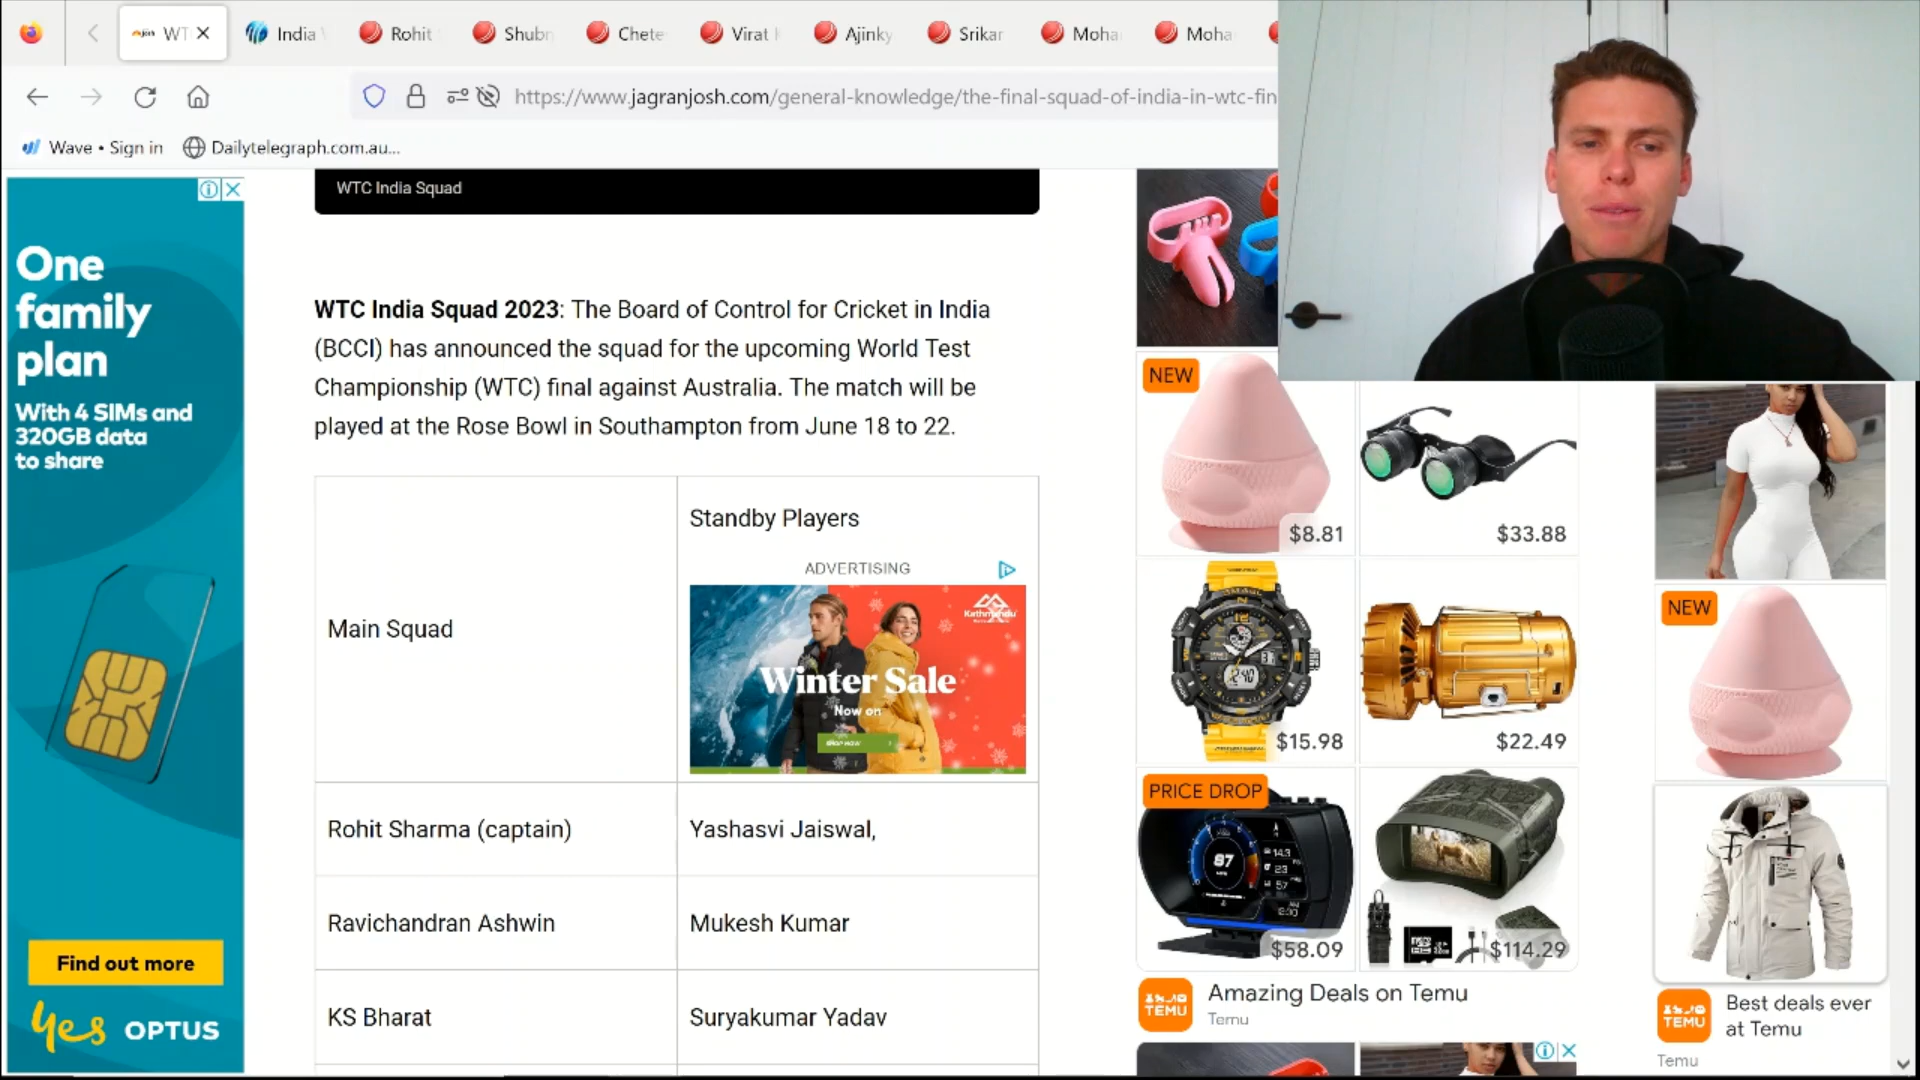 WT
India
Rohit
Shubn
Chete
Virat
Ajinky
Srikar
Moha
Moha
https://www.jagranjosh.com/general-knowledge/the-final-squad-of-india-in-wtc-fin
Wave • Sign in
Dailytelegraph.com.au...
One
family
plan
With 4 SIMs and
320GB data
to share
Find out more
yes OPTUS
WTC India Squad
WTC India Squad 2023: The Board of Control for Cricket in India
(BCCI) has announced the squad for the upcoming World Test
Championship (WTC) final against Australia. The match will be
played at the Rose Bowl in Southampton from June 18 to 22.
Main Squad
Standby Players
ADVERTISING
Kathmandu
Winter Sale
Now on
SHOP NOW
Rohit Sharma (captain)
Yashasvi Jaiswal,
Ravichandran Ashwin
Mukesh Kumar
KS Bharat
Suryakumar Yadav
NEW
$8.81
$33.88
$15.98
$22.49
PRICE DROP
87
$58.09
$114.29
TEMU
Amazing Deals on Temu
Temu
NEW
TEMU
Best deals ever
at Temu
Temu